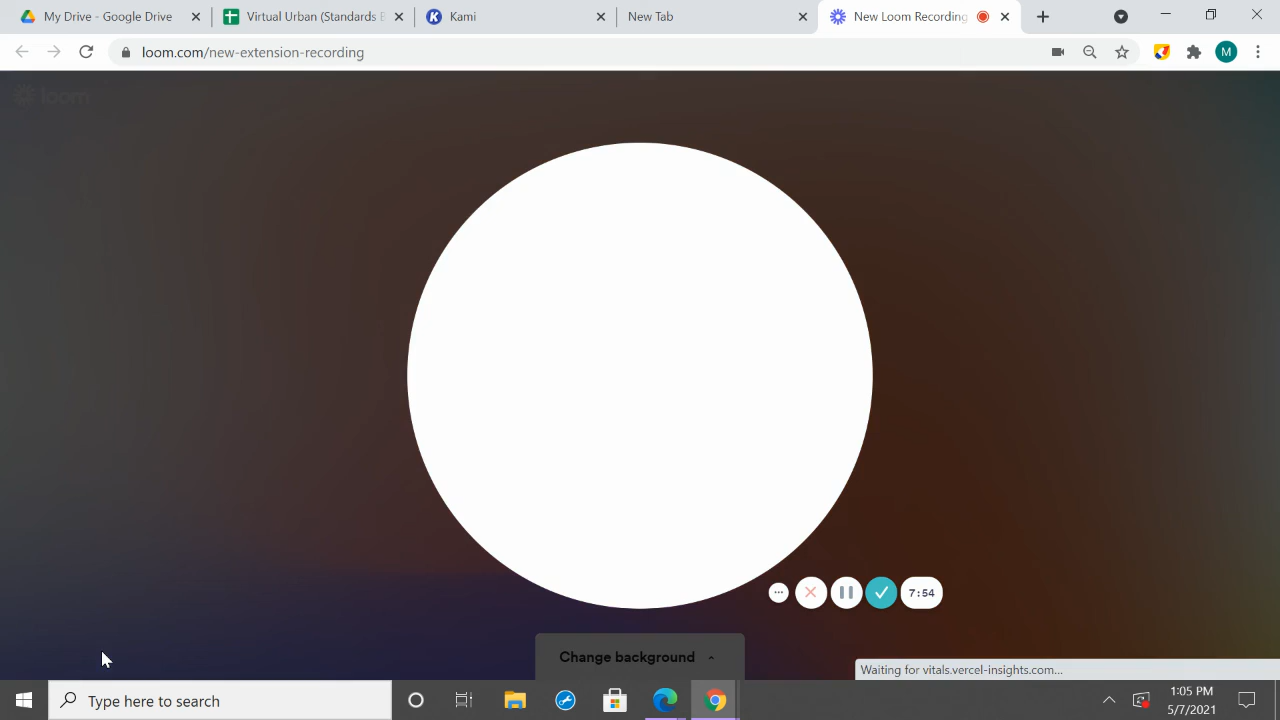 My Drive - Google Drive
Virtual Urban (Standards B
Kami
New Tab
New Loom Recording
loom.com/new-extension-recording
M
loom
7:54
Change background
Waiting for vitals.vercel-insights.com...
Type here to search
1:05 PM
5/7/2021